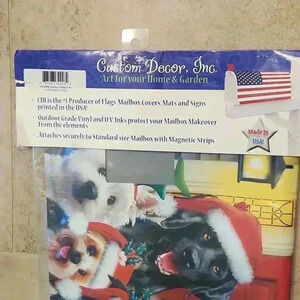 Custom Decor, Inc.
Art for your Home & Garden
CDI is the #1 Producer of Flags Mailbox Covers Mats and Signs
printed in the USA!
Outdoor Grade Vinyl and U.V. Inks protect your Mailbox Makeover
from the elements
Attaches securely to Standard size Mailbox with Magnetic Strips
Made in
USA!